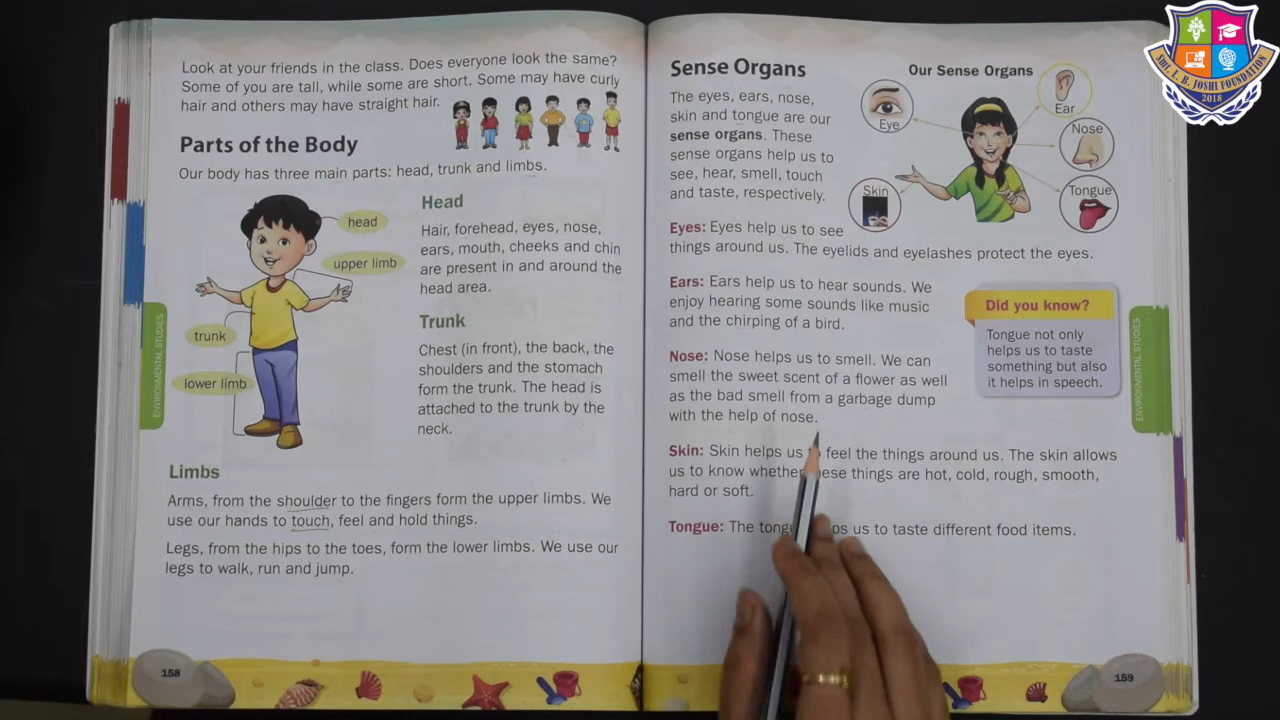 Look at your friends in the class. Does everyone look the same?
Some of you are tall, while some are short. Some may have curly
hair and others may have straight hair.
Parts of the Body
Our body has three main parts: head, trunk and limbs.
head
upper limb
trunk
lower limb
Head
Hair, forehead, eyes, nose,
ears, mouth, cheeks and chin
are present in and around the
head area.
Trunk
Chest (in front), the back, the
shoulders and the stomach
form the trunk. The head is
attached to the trunk by the
neck.
Limbs
Arms, from the shoulder to the fingers form the upper limbs. We
use our hands to touch, feel and hold things.
Legs, from the hips to the toes, form the lower limbs. We use our
legs to walk, run and jump.
ENVIRONMENTAL STUDIES
158
Sense Organs
The eyes, ears, nose,
skin and tongue are our
sense organs. These
sense organs help us to
see, hear, smell, touch
and taste, respectively.
Our Sense Organs
Eye
Ear
Nose
Skin
Tongue
Eyes: Eyes help us to see
things around us. The eyelids and eyelashes protect the eyes.
Ears: Ears help us to hear sounds. We
enjoy hearing some sounds like music
and the chirping of a bird.
Nose: Nose helps us to smell. We can
smell the sweet scent of a flower as well
as the bad smell from a garbage dump
with the help of nose.
Did you know?
Tongue not only
helps us to taste
something but also
it helps in speech.
Skin: Skin helps us feel the things around us. The skin allows
us to know whether these things are hot, cold, rough, smooth,
hard or soft.
Tongue: The us to taste different food items.
ENVIRONMENTAL STUDIES
159
SMT. I. B. JOSHI FOUNDATION
2018